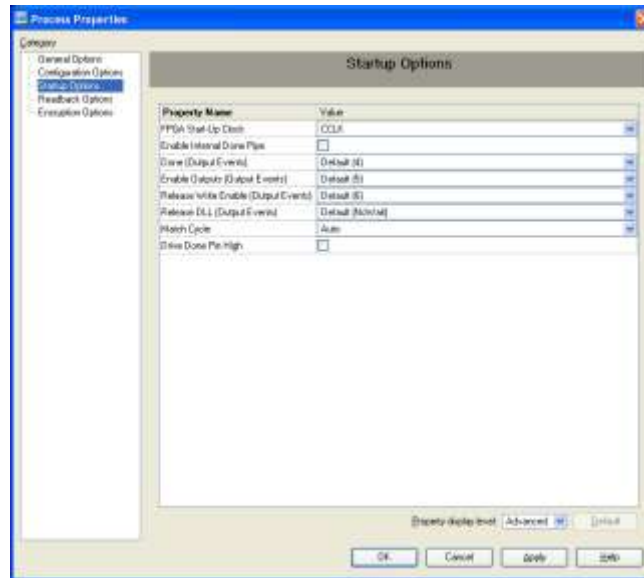 Process Properties
Category
General Options
Configuration Options
Startup Options
Readback Options
Encryption Options
Startup Options
Property Name Value
FPGA Start-Up Clock CCLK
Enable Internal Done Pipe
Done (Output Events) Default (4)
Enable Outputs (Output Events) Default (5)
Release Write Enable (Output Events) Default (6)
Release DLL (Output Events) Default (NoWait)
Match Cycle Auto
Drive Done Pin High
Property display level: Advanced Default
OK Cancel Apply Help